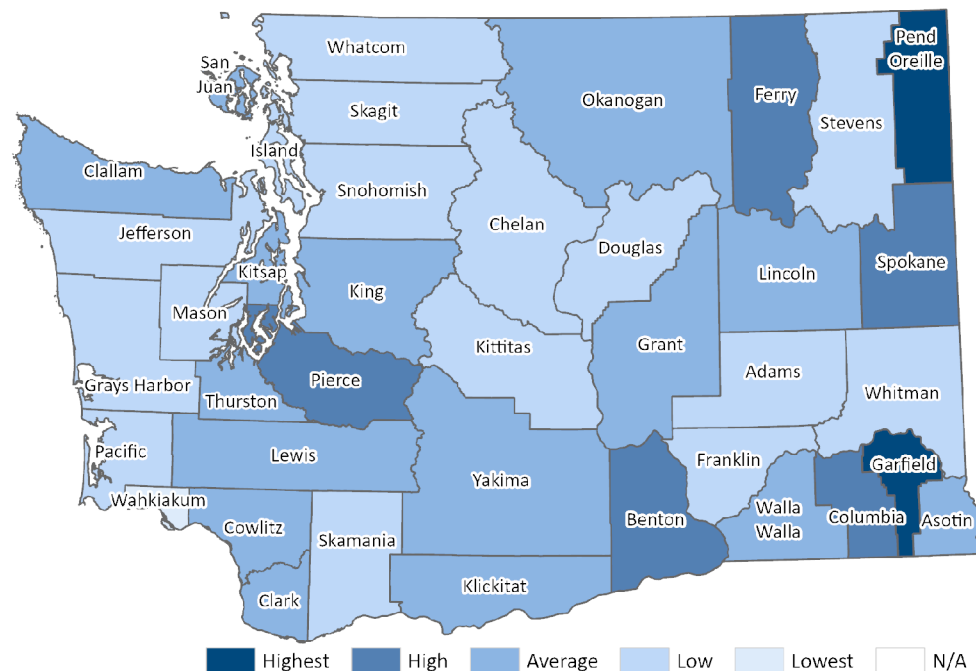 Whatcom
San
Juan
Skagit
Okanogan
Ferry
Stevens
Pend
Oreille
Island
Clallam
Snohomish
Chelan
Jefferson
Douglas
Kitsap
King
Lincoln
Spokane
Mason
Kittitas
Grant
Grays Harbor
Thurston
Pierce
Adams
Whitman
Pacific
Lewis
Yakima
Franklin
Garfield
Wahkiakum
Cowlitz
Skamania
Benton
Walla
Walla
Columbia
Asotin
Clark
Klickitat
Highest
High
Average
Low
Lowest
N/A